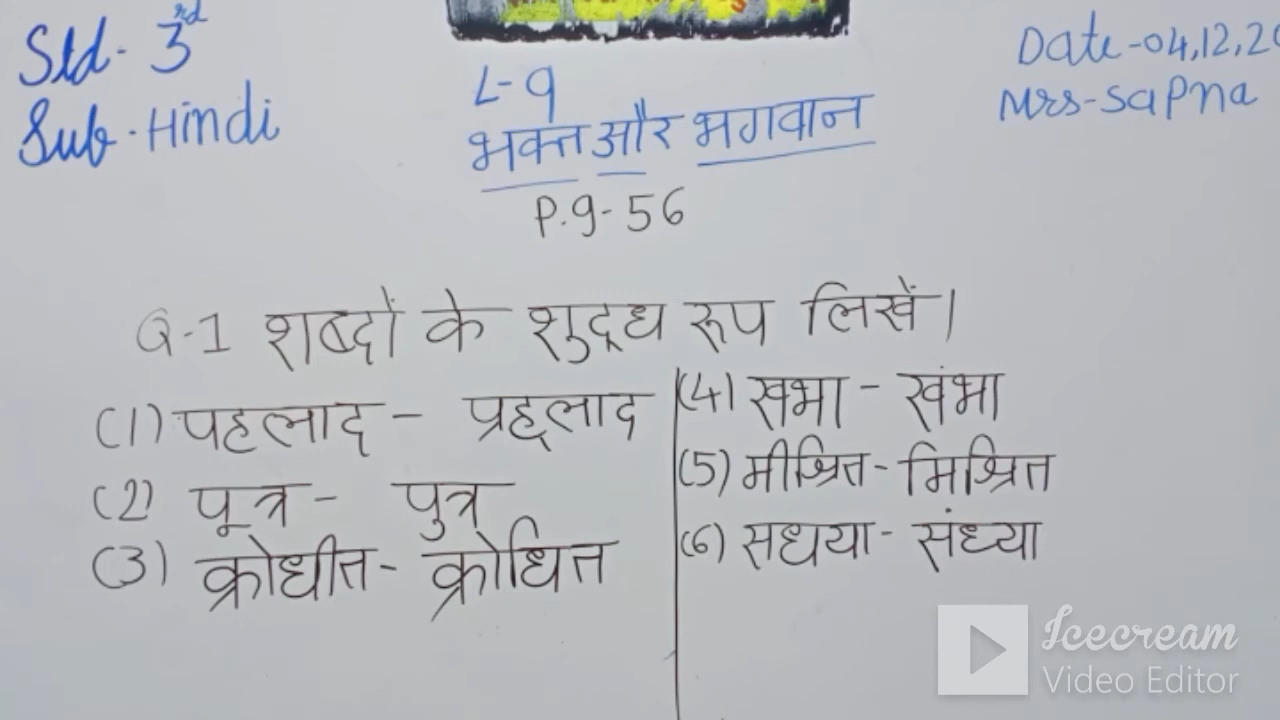 Std- 3rd
Sub-Hindi
L-9
भक्त और भगवान
P.9-56
Date-04,12,20
Mrs-Sapna
Q-1 शब्दों के शुद्ध रूप लिखें।
(1) पहलाद - प्रह्लाद
(2) पूत्र - पुत्र
(3) क्रोधीत - क्रोधित
(4) खभा - खंभा
(5) मीश्रित - मिश्रित
(6) सधया - संध्या
Icecream
Video Editor